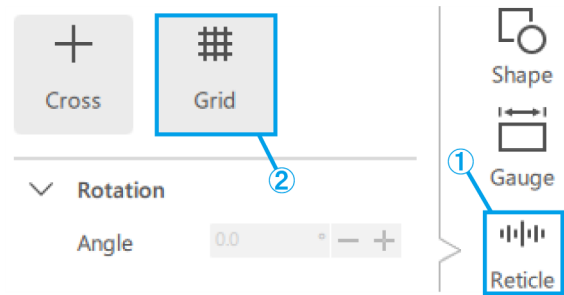 Cross
Grid
②
Rotation
Angle
0.0 °
Shape
Gauge
①
Reticle